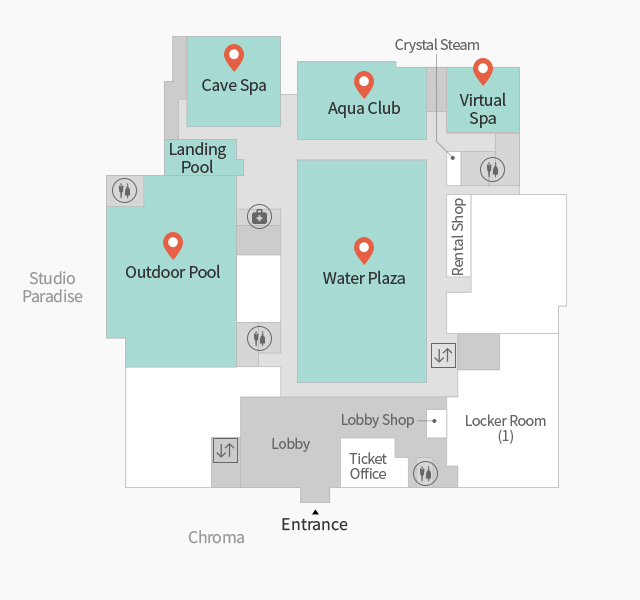 Crystal Steam
Cave Spa
Aqua Club
Virtual
Spa
Landing
Pool
Rental Shop
Outdoor Pool
Water Plaza
Studio
Paradise
Lobby Shop
Locker Room
(1)
Lobby
Ticket
Office
Entrance
Chroma